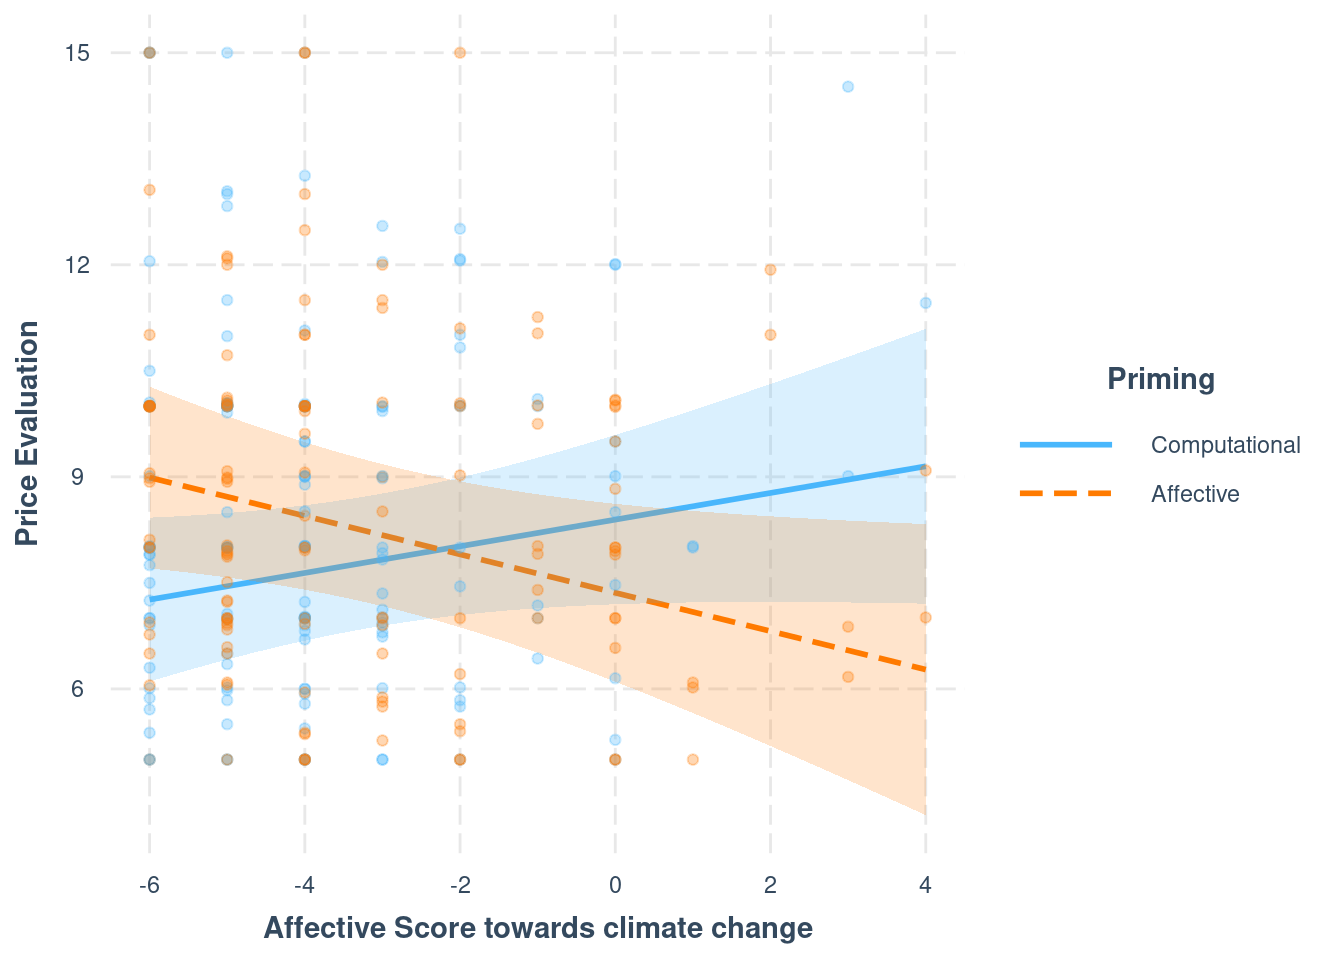 15
12
9
6
Price Evaluation
-6
-4
-2
0
2
4
Affective Score towards climate change
Priming
Computational
Affective